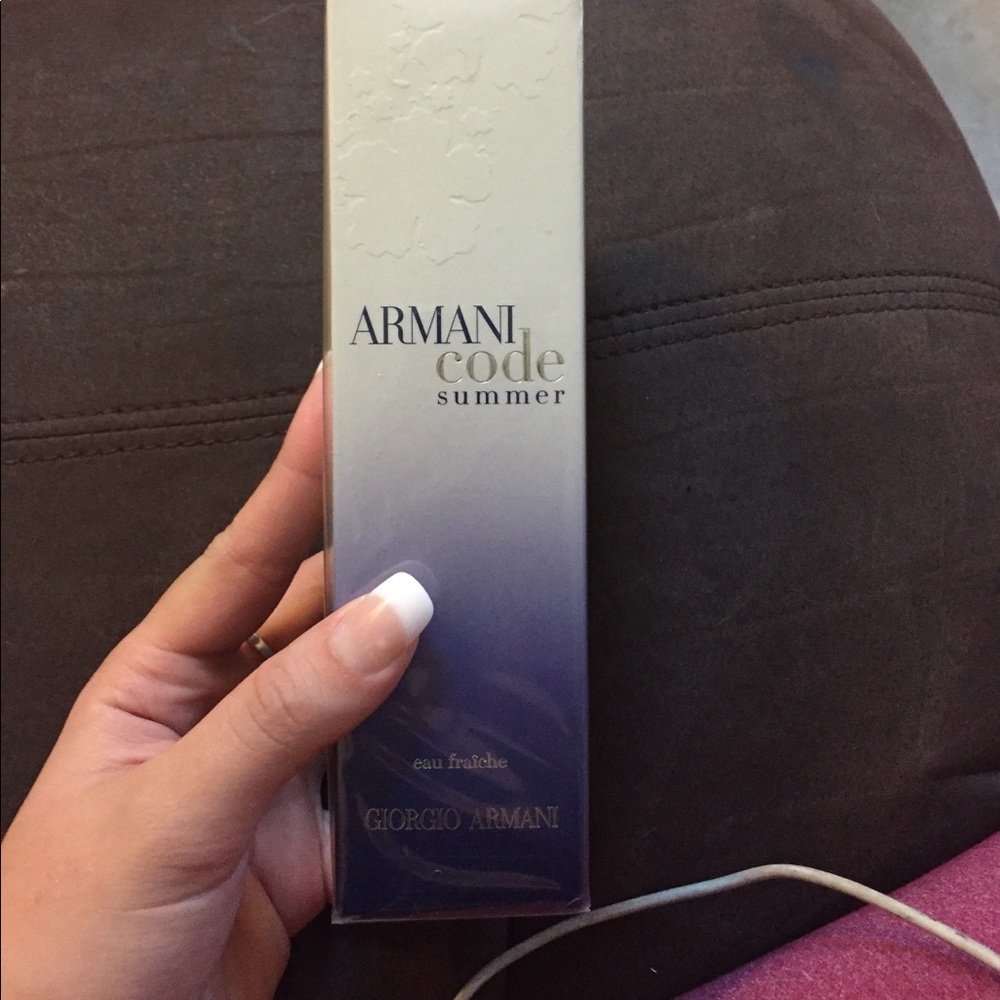 ARMANI
code
summer
eau fraîche
GIORGIO ARMANI